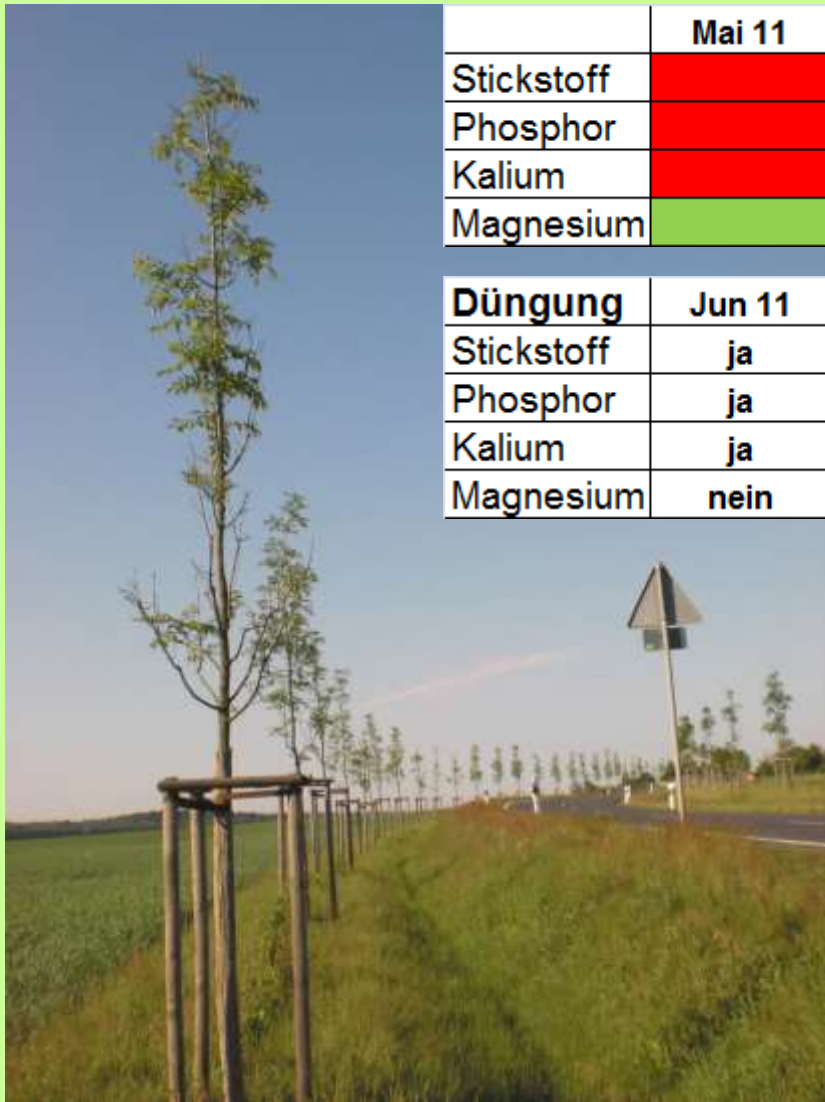 Mai 11
Stickstoff
Phosphor
Kalium
Magnesium
Düngung Jun 11
Stickstoff ja
Phosphor ja
Kalium ja
Magnesium nein